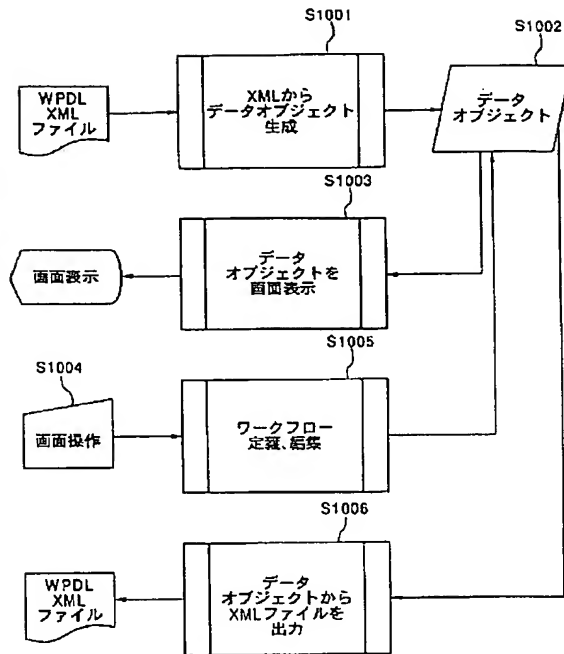 S1001
S1002
WPDL
XML
ファイル
XMLから
データオブジェクト
生成
データ
オブジェクト
S1003
画面表示
データ
オブジェクトを
画面表示
S1004
S1005
画面操作
ワークフロー
定義、編集
S1006
WPDL
XML
ファイル
データ
オブジェクトから
XMLファイルを
出力